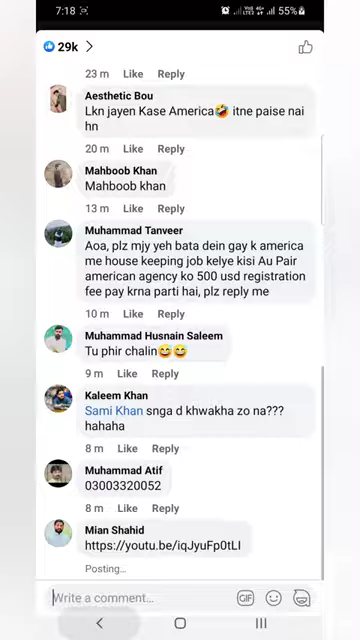 7:18
55%
29k
23 m Like Reply
Aesthetic Bou
Lkn jayen Kase America🤣 itne paise nai
hn
20 m Like Reply
Mahboob Khan
Mahboob khan
13 m Like Reply
Muhammad Tanveer
Aoa, plz mjy yeh bata dein gay k america
me house keeping job kelye kisi Au Pair
american agency ko 500 usd registration
fee pay krna parti hai, plz reply me
10 m Like Reply
Muhammad Husnain Saleem
Tu phir chalin😅😅
9 m Like Reply
Kaleem Khan
Sami Khan snga d khwakha zo na???
hahaha
8 m Like Reply
Muhammad Atif
03003320052
8 m Like Reply
Mian Shahid
https://youtu.be/iqJyuFp0tLI
Posting...
Write a comment...
GIF